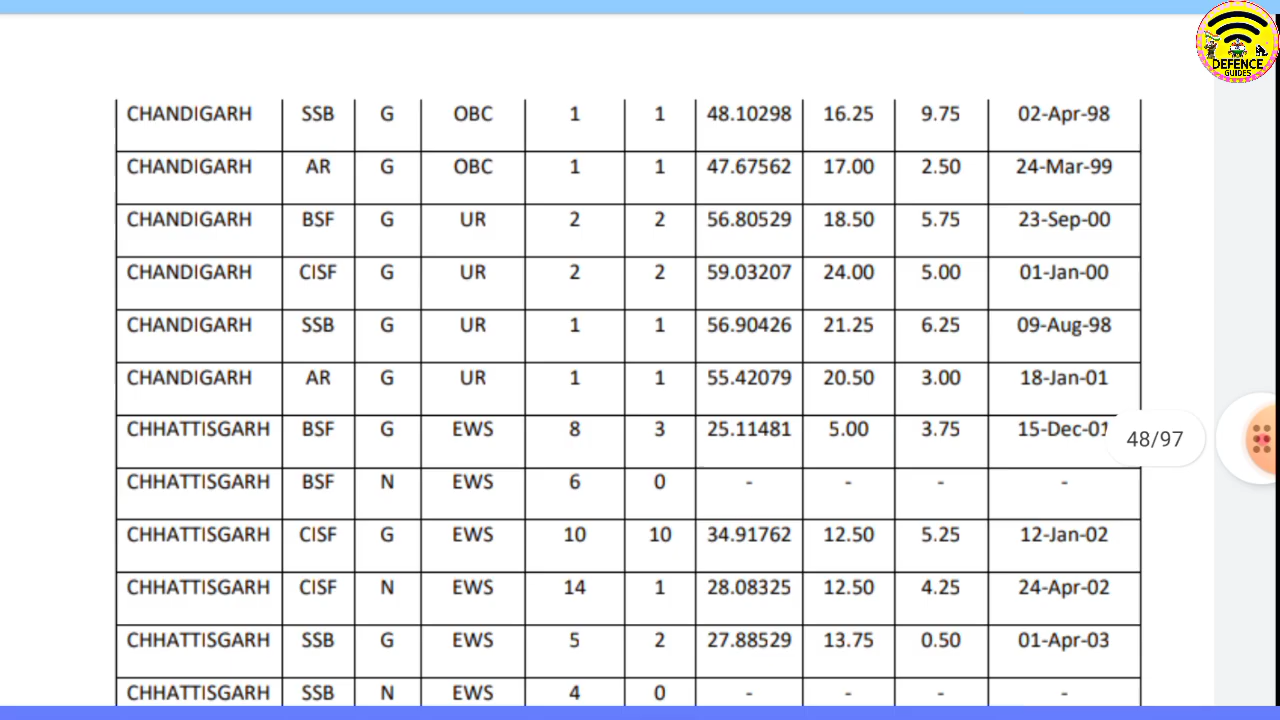 DEFENCE
GUIDES
CHANDIGARH SSB G OBC 1 1 48.10298 16.25 9.75 02-Apr-98
CHANDIGARH AR G OBC 1 1 47.67562 17.00 2.50 24-Mar-99
CHANDIGARH BSF G UR 2 2 56.80529 18.50 5.75 23-Sep-00
CHANDIGARH CISF G UR 2 2 59.03207 24.00 5.00 01-Jan-00
CHANDIGARH SSB G UR 1 1 56.90426 21.25 6.25 09-Aug-98
CHANDIGARH AR G UR 1 1 55.42079 20.50 3.00 18-Jan-01
CHHATTISGARH BSF G EWS 8 3 25.11481 5.00 3.75 15-Dec-01
48/97
CHHATTISGARH BSF N EWS 6 0 - - - -
CHHATTISGARH CISF G EWS 10 10 34.91762 12.50 5.25 12-Jan-02
CHHATTISGARH CISF N EWS 14 1 28.08325 12.50 4.25 24-Apr-02
CHHATTISGARH SSB G EWS 5 2 27.88529 13.75 0.50 01-Apr-03
CHHATTISGARH SSB N EWS 4 0 - - - -